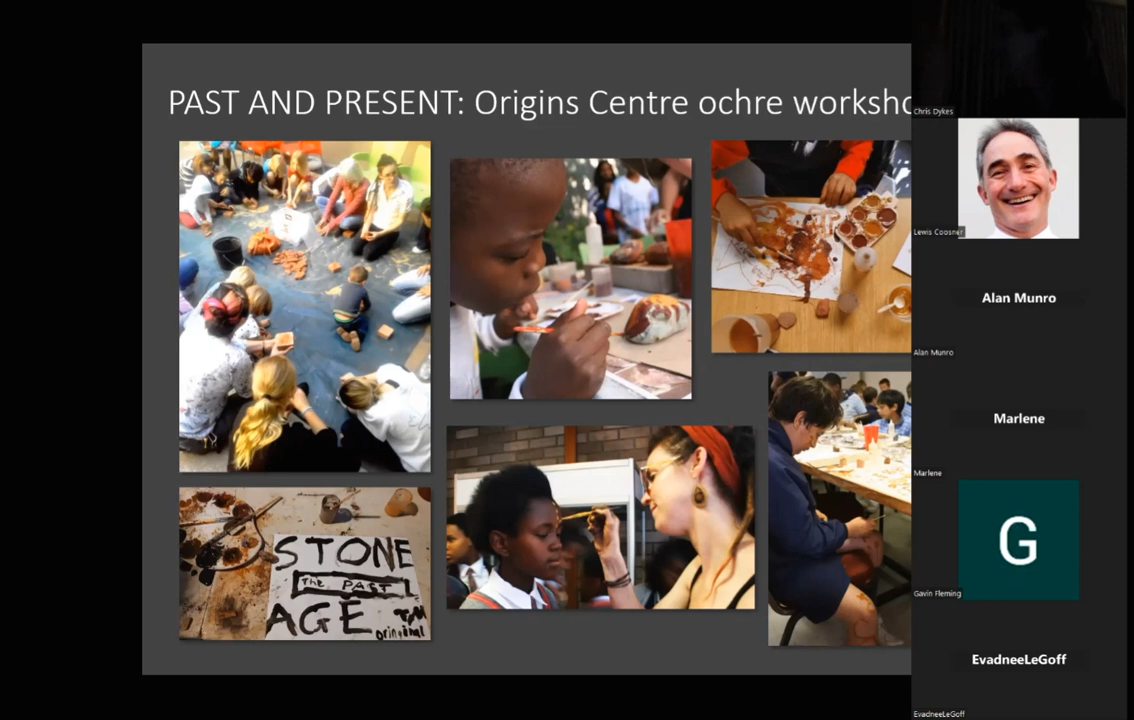 PAST AND PRESENT: Origins Centre ochre worksho
STONE
The PAST
AGE
Original
Chris Dykes
Lewis Coosner
Alan Munro
Alan Munro
Marlene
Marlene
G
Gavin Fleming
EvadneeLeGoff
EvadneeLeGoff